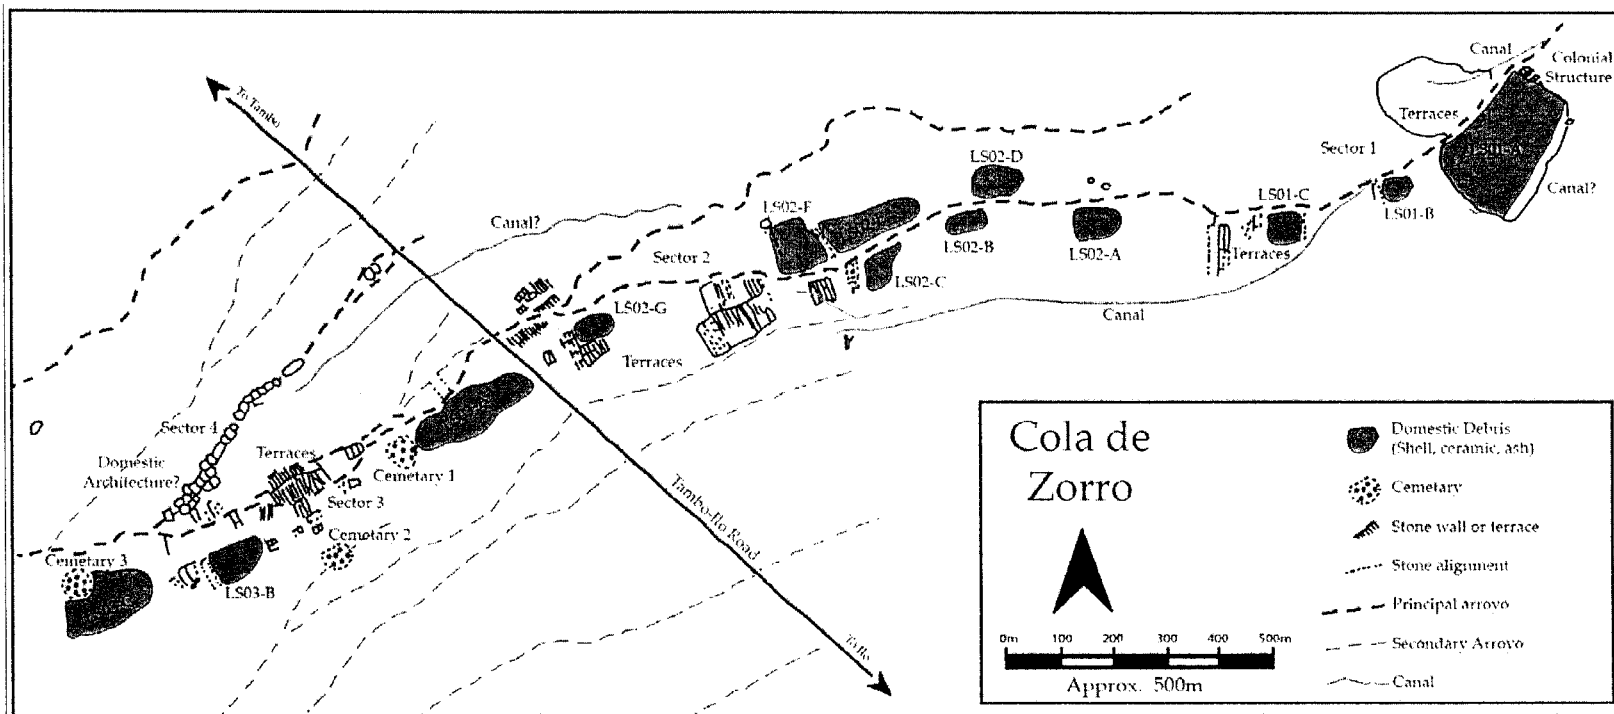 Canal
Colonial
Structure
Terraces
Sector 1
LS01-A
Canal?
LS01-B
LS01-C
Terraces
LS02-D
LS02-B
LS02-A
LS02-F
LS02-C
Canal
Sector 2
Canal?
To Tambo
LS02-G
Terraces
Sector 4
Domestic
Architecture?
Terraces
Cemetary 1
Sector 3
Cemetary 2
Cemetary 3
LS03-B
Tambo-Ilo Road
To Ilo
Cola de
Zorro
0m 100 200 300 400 500m
Approx. 500m
Domestic Debris
(Shell, ceramic, ash)
Cemetary
Stone wall or terrace
Stone alignment
Principal arroyo
Secondary Arroyo
Canal